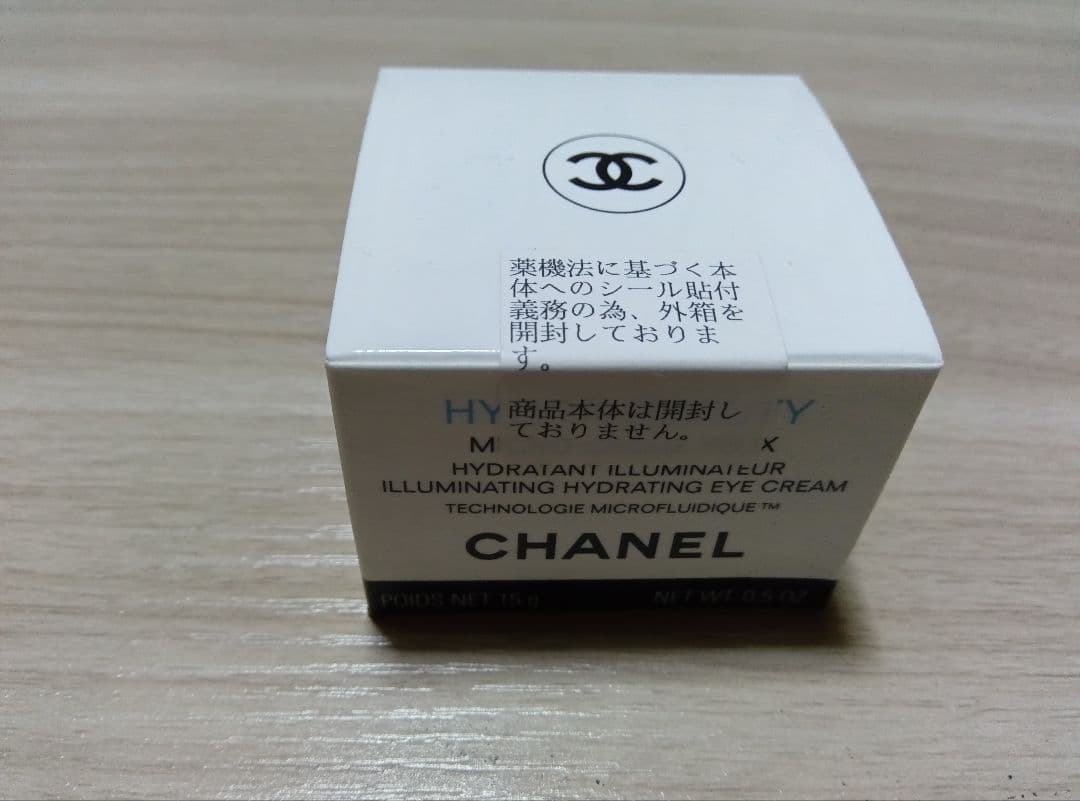 薬機法に基づく本
体へのシール貼付
義務の為、外箱を
開封しておりま
す。
商品本体は開封し
ておりません。
HYDRATANT ILLUMINATEUR
ILLUMINATING HYDRATING EYE CREAM
TECHNOLOGIE MICROFLUIDIQUE™
CHANEL
POIDS NET 15 g NET WT. 0.5 OZ